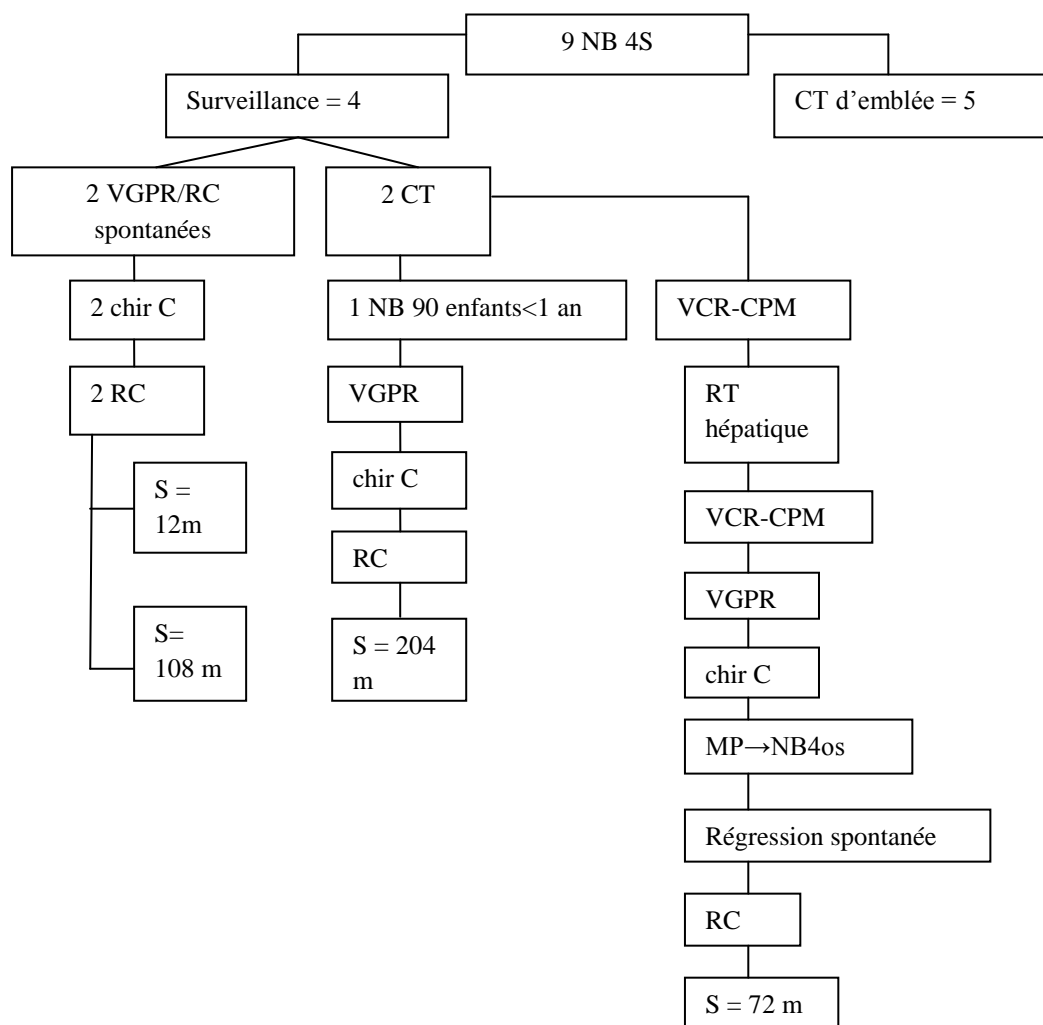 9 NB 4S
Surveillance = 4
CT d’emblée = 5
2 VGPR/RC
spontanées
2 CT
2 chir C
1 NB 90 enfants<1 an
VCR-CPM
2 RC
VGPR
RT
hépatique
S =
12m
chir C
VCR-CPM
RC
VGPR
S=
108 m
S = 204
m
chir C
MP→NB4os
Régression spontanée
RC
S = 72 m